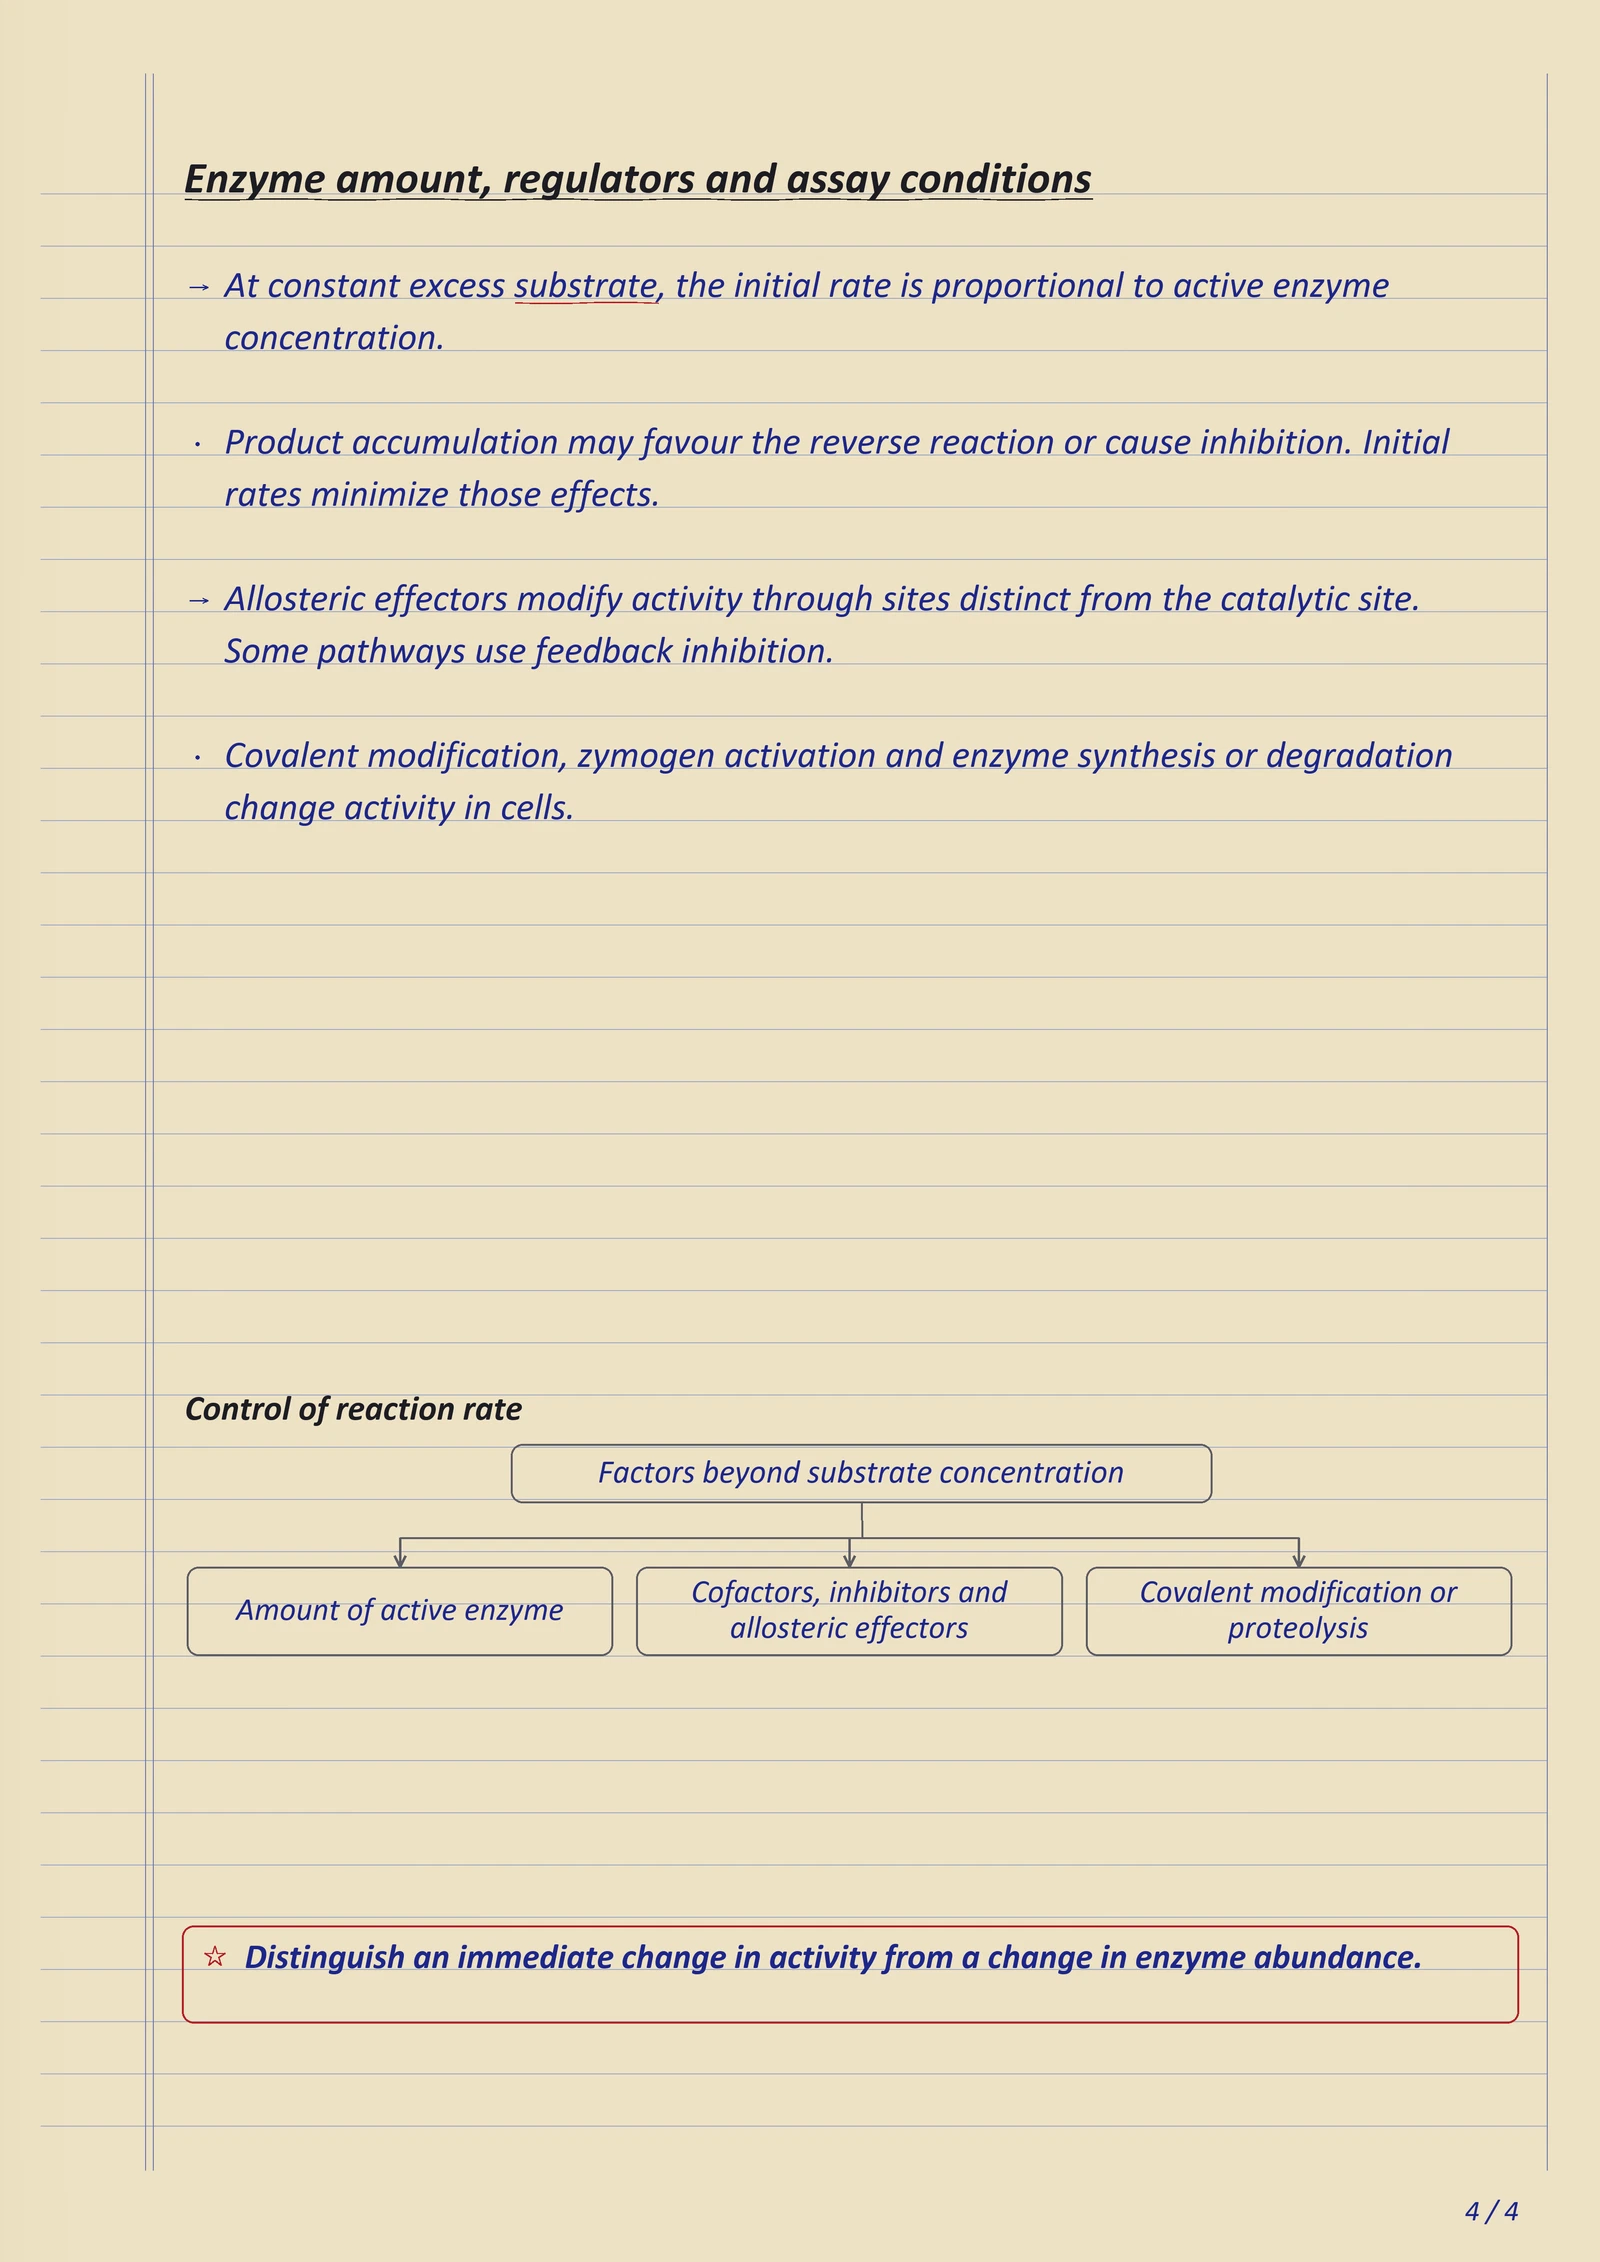 Enzyme amount, regulators and assay conditions
→ At constant excess substrate, the initial rate is proportional to active enzyme
concentration.
· Product accumulation may favour the reverse reaction or cause inhibition. Initial
rates minimize those effects.
→ Allosteric effectors modify activity through sites distinct from the catalytic site.
Some pathways use feedback inhibition.
· Covalent modification, zymogen activation and enzyme synthesis or degradation
change activity in cells.
Control of reaction rate
Factors beyond substrate concentration
Amount of active enzyme
Cofactors, inhibitors and
allosteric effectors
Covalent modification or
proteolysis
☆ Distinguish an immediate change in activity from a change in enzyme abundance.
4 / 4